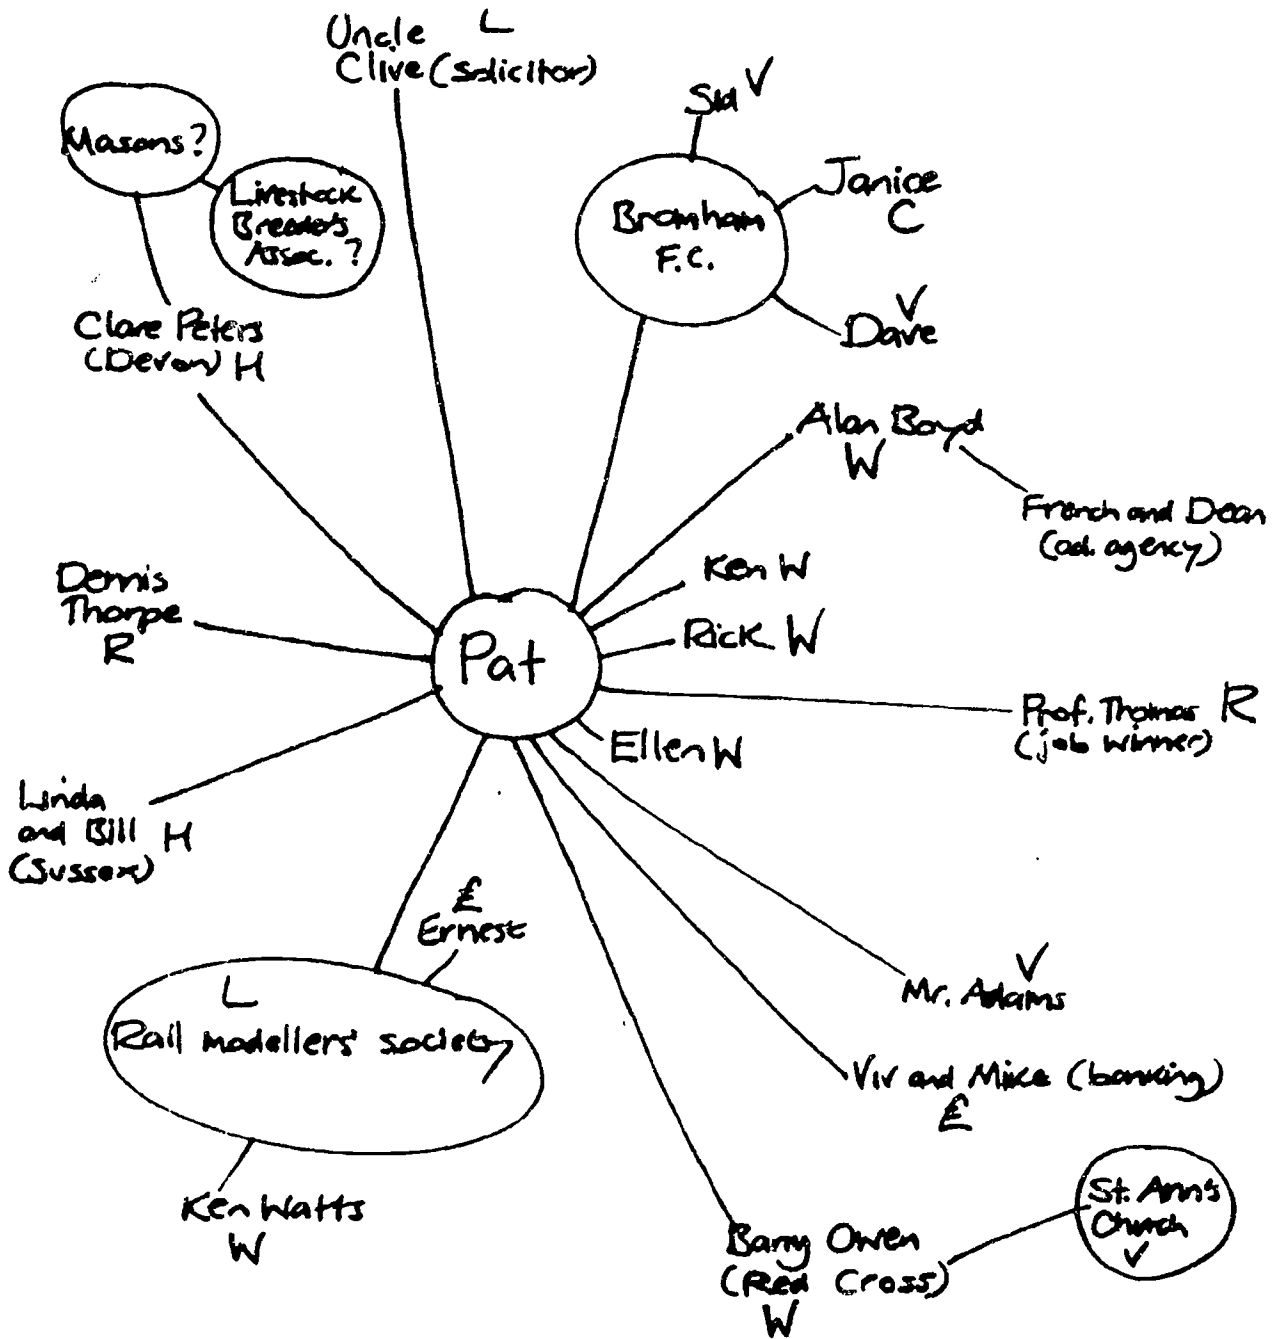 Uncle L
Clive (solicitor)
Masons?
Livestock
Breeders
Assoc. ?
Sid V
Janice
C
Bromham
F.C.
V
Dave
Clare Peters
(Devon) H
Alan Boyd
W
French and Dean
(ad. agency)
Dennis
Thorpe
R
Ken W
Rick W
Pat
Prof. Thomas R
(job winner)
Ellen W
Linda
and Bill H
(Sussex)
£
Ernest
L
Rail modellers' society
V
Mr. Adams
Viv and Mike (banking)
£
Ken Watts
W
St. Ann's
Church
V
Barry Owen
(Red Cross)
W